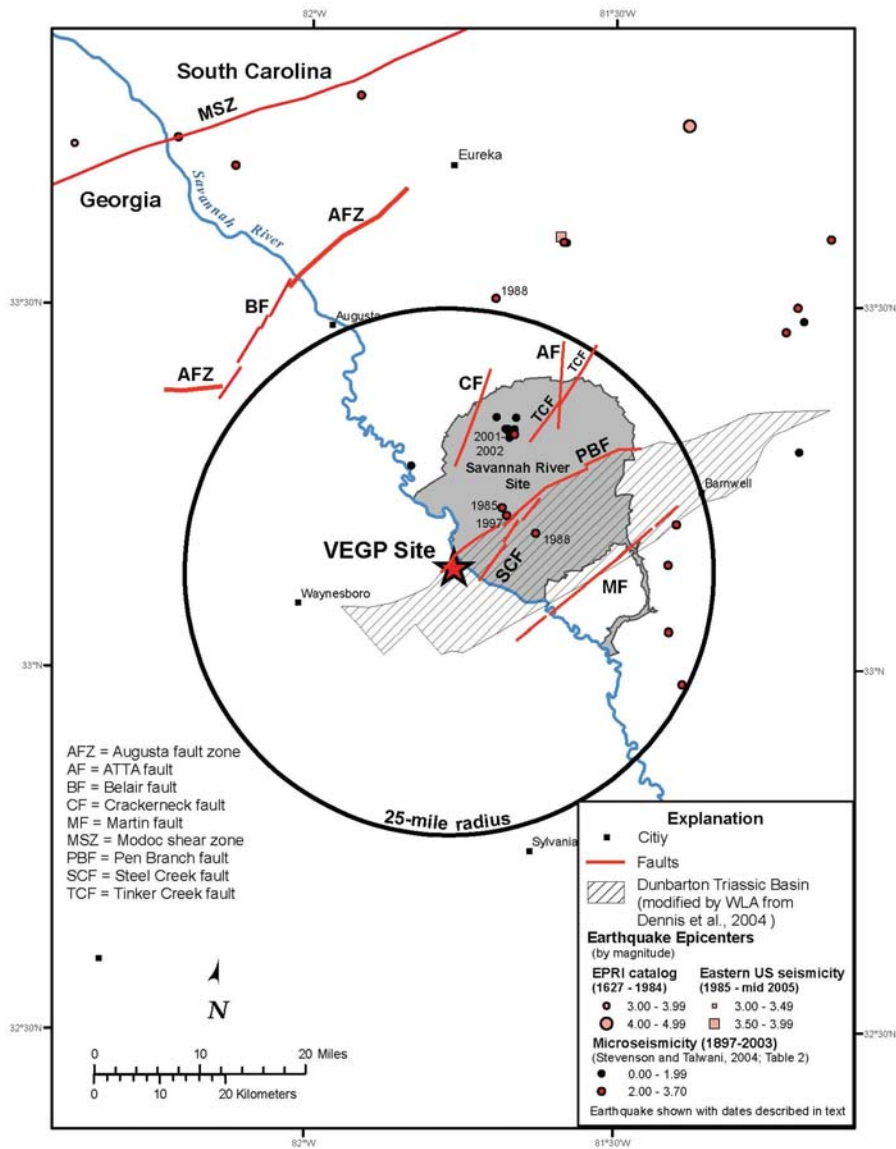 82°W
81°30'W
South Carolina
MSZ
Eureka
Georgia
Savannah
River
AFZ
33°30'N
33°30'N
1988
BF
Augusta
AFZ
AF
TCF
CF
TCF
2001-
2002
PBF
Savannah River
Site
Barnwell
1985
1997
1988
VEGP Site
SCF
MF
Waynesboro
33°N
33°N
AFZ = Augusta fault zone
AF = ATTA fault
BF = Belair fault
CF = Crackerneck fault
MF = Martin fault
MSZ = Modoc shear zone
PBF = Pen Branch fault
SCF = Steel Creek fault
TCF = Tinker Creek fault
25-mile radius
Sylvania
Explanation
Citiy
Faults
Dunbarton Triassic Basin
(modified by WLA from
Dennis et al., 2004 )
Earthquake Epicenters
(by magnitude)
EPRI catalog
(1627 - 1984)
3.00 - 3.99
4.00 - 4.99
Eastern US seismicity
(1985 - mid 2005)
3.00 - 3.49
3.50 - 3.99
Microseismicity (1897-2003)
(Stevenson and Talwani, 2004; Table 2)
0.00 - 1.99
2.00 - 3.70
Earthquake shown with dates described in text
N
32°30'N
32°30'N
0 10 20 Miles
0 10 20 Kilometers
82°W
81°30'W